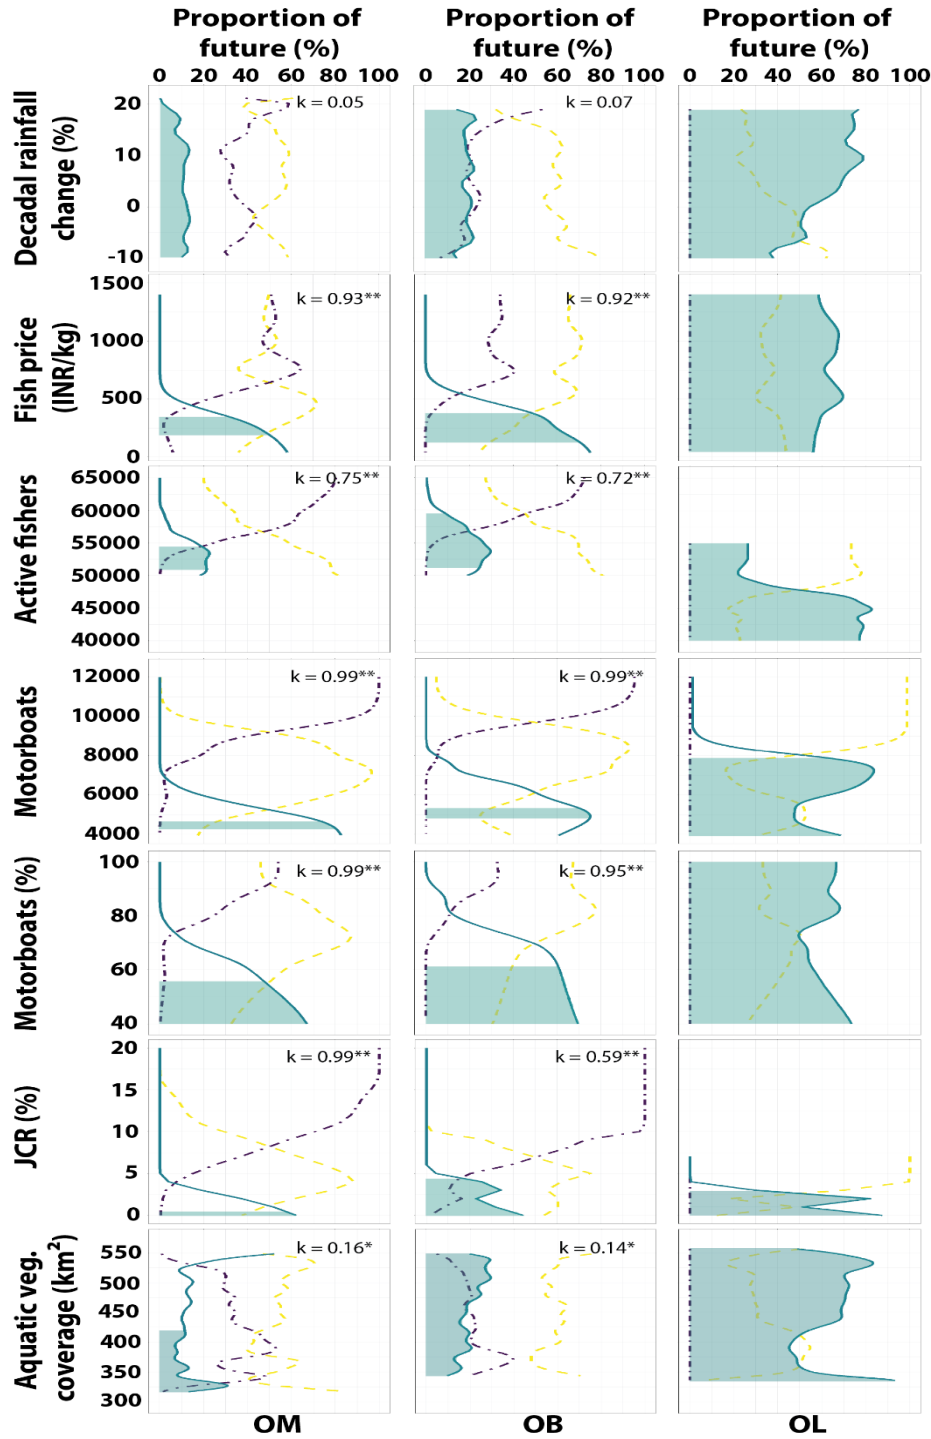 Proportion of future (%)
Proportion of future (%)
Proportion of future (%)
0 20 40 60 80 100
0 20 40 60 80 100
0 20 40 60 80 100
Decadal rainfall change (%)
20
10
0
-10
k = 0.05
k = 0.07
Fish price (INR/kg)
1500
1000
500
0
k = 0.93**
k = 0.92**
Active fishers
65000
60000
55000
50000
45000
40000
k = 0.75**
k = 0.72**
Motorboats
12000
10000
8000
6000
4000
k = 0.99**
k = 0.99**
Motorboats (%)
100
80
60
40
k = 0.99**
k = 0.95**
JCR (%)
20
15
10
5
0
k = 0.99**
k = 0.59**
Aquatic veg. coverage (km²)
550
500
450
400
350
300
k = 0.16*
k = 0.14*
OM
OB
OL